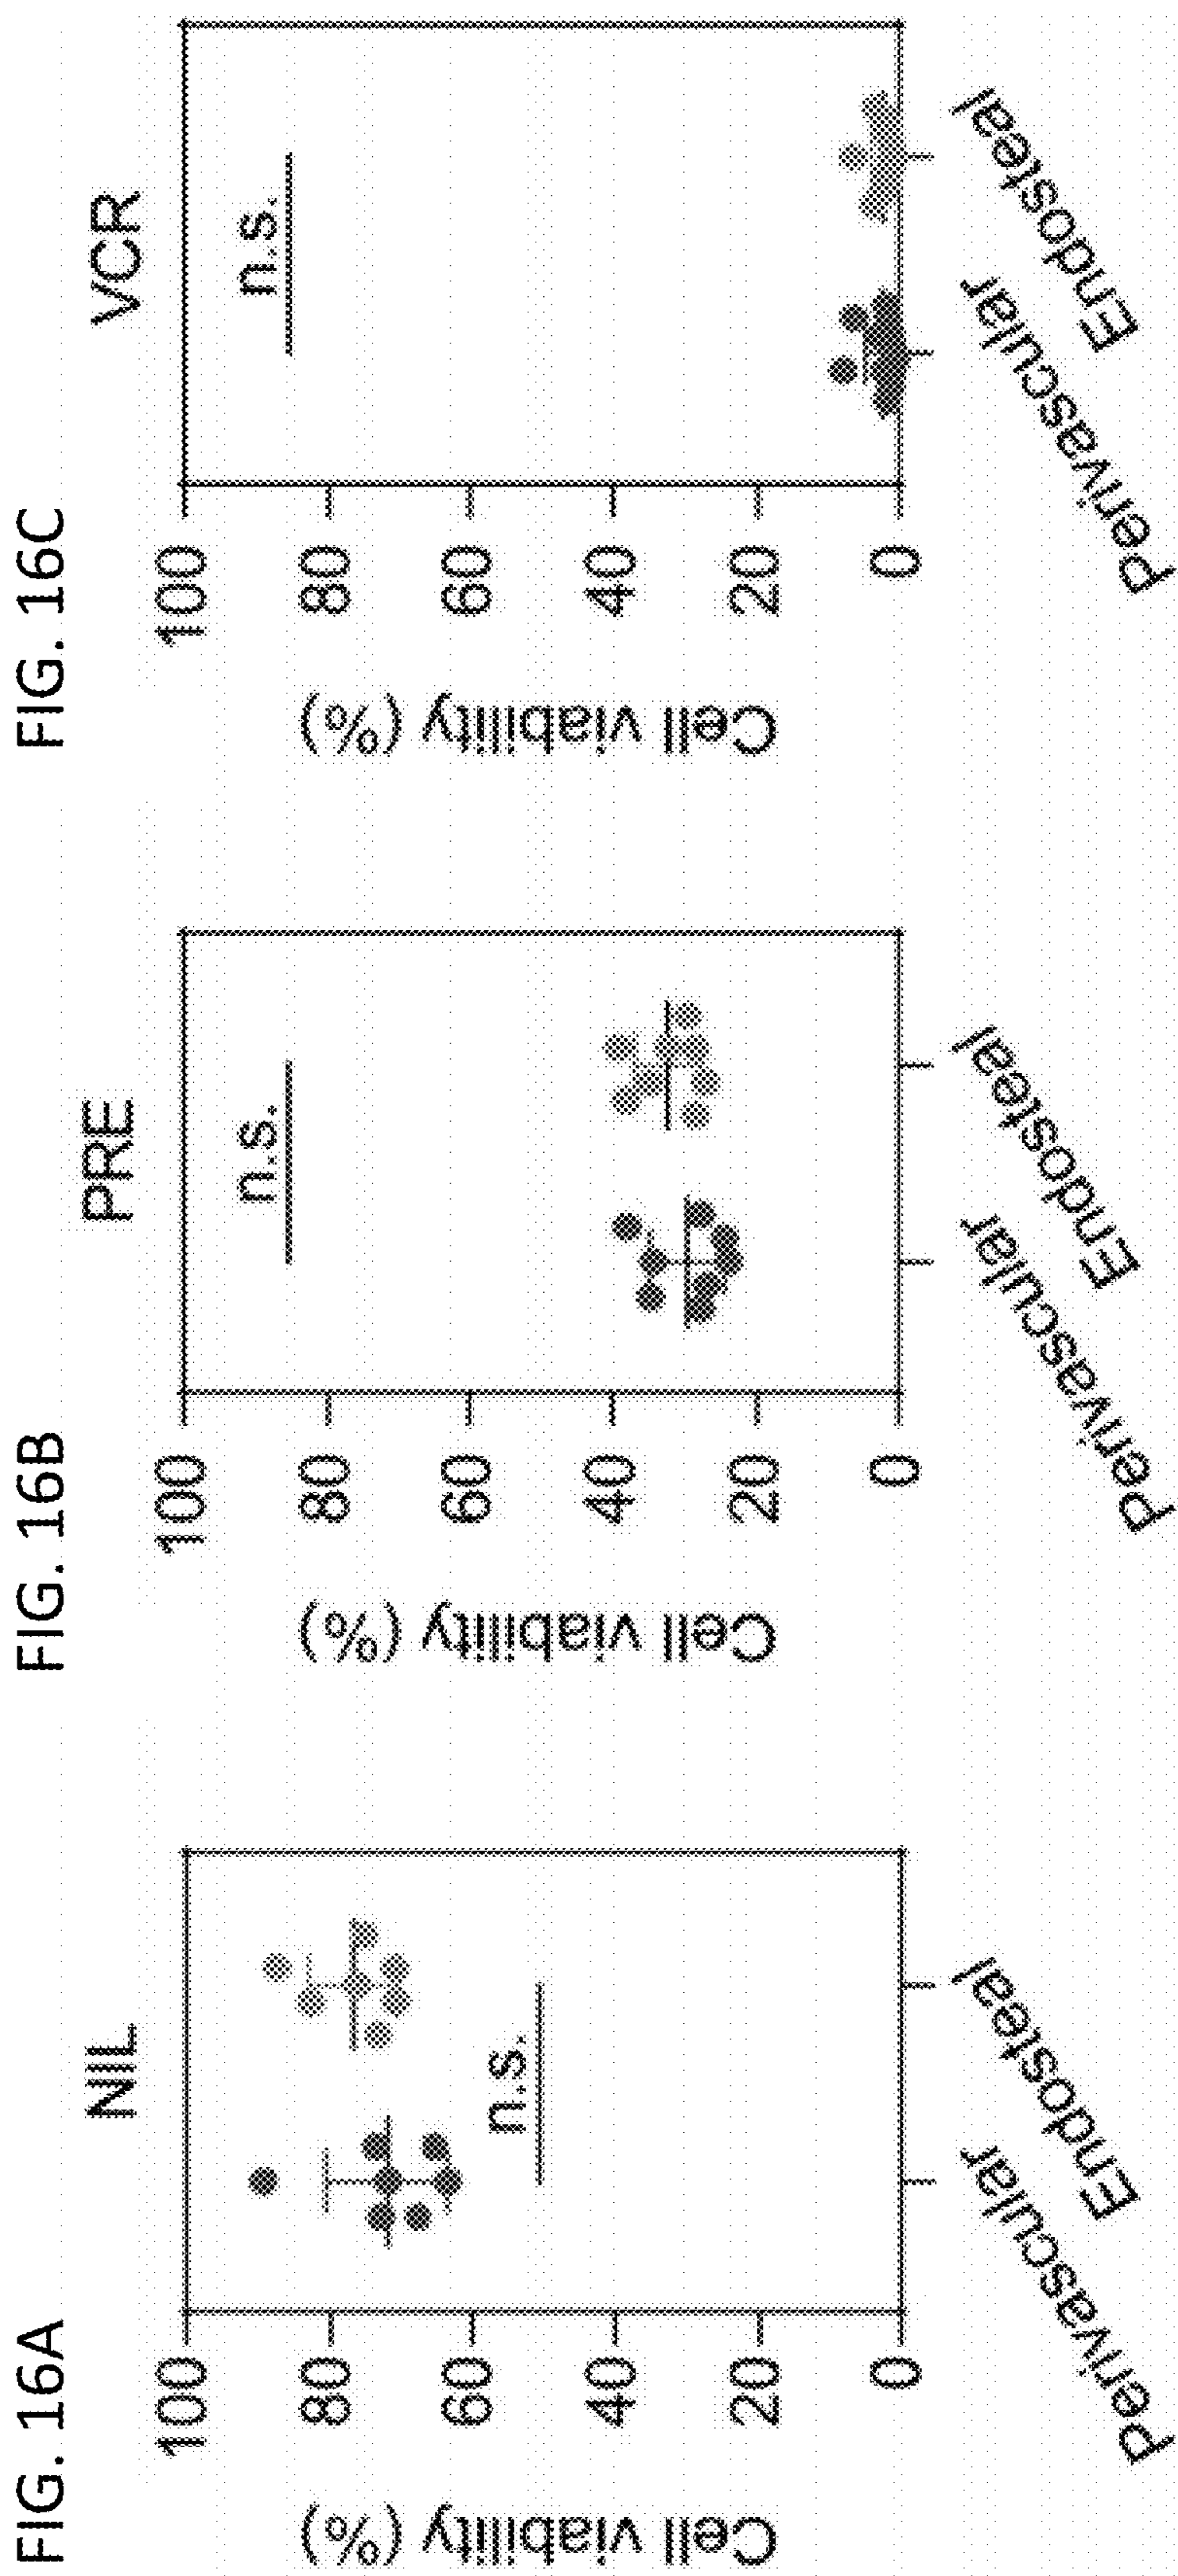 FIG. 16A
NIL
Cell viability (%)
100
80
60
40
20
0
n.s.
Perivascular
Endosteal
FIG. 16B
PRE
Cell viability (%)
100
80
60
40
20
0
n.s.
Perivascular
Endosteal
FIG. 16C
VCR
Cell viability (%)
100
80
60
40
20
0
n.s.
Perivascular
Endosteal